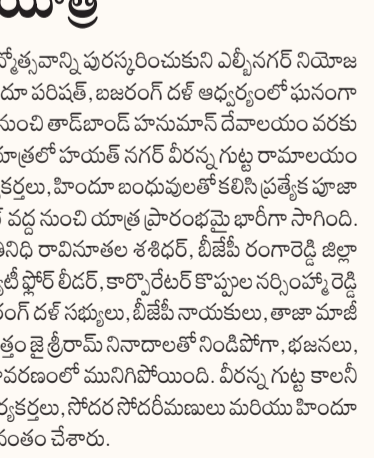 యాత్ర
న్మోత్సవాన్ని పురస్కరించుకుని ఎల్బీనగర్ నియోజ
దూ పరిషత్, బజరంగ్ దళ్ ఆధ్వర్యంలో ఘనంగా
నుంచి తాడ్‌బాండ్ హనుమాన్ దేవాలయం వరకు
యాత్రలో హయత్ నగర్ వీరన్న గుట్ట రామాలయం
కర్తలు, హిందూ బంధువులతో కలిసి ప్రత్యేక పూజా
వద్ద నుంచి యాత్ర ప్రారంభమై భారీగా సాగింది.
నిధి రావినూతల శశిధర్, బీజేపీ రంగారెడ్డి జిల్లా
టీ ఫ్లోర్ లీడర్, కార్పొరేటర్ కొప్పుల నర్సింహ్మా రెడ్డి
రంగ్ దళ్ సభ్యులు, బీజేపీ నాయకులు, తాజా మాజీ
త్తం జై శ్రీరామ్ నినాదాలతో నిండిపోగా, భజనలు,
ావరణంలో మునిగిపోయింది. వీరన్న గుట్ట కాలనీ
ర్యకర్తలు, సోదర సోదరీమణులు మరియు హిందూ
వంతం చేశారు.